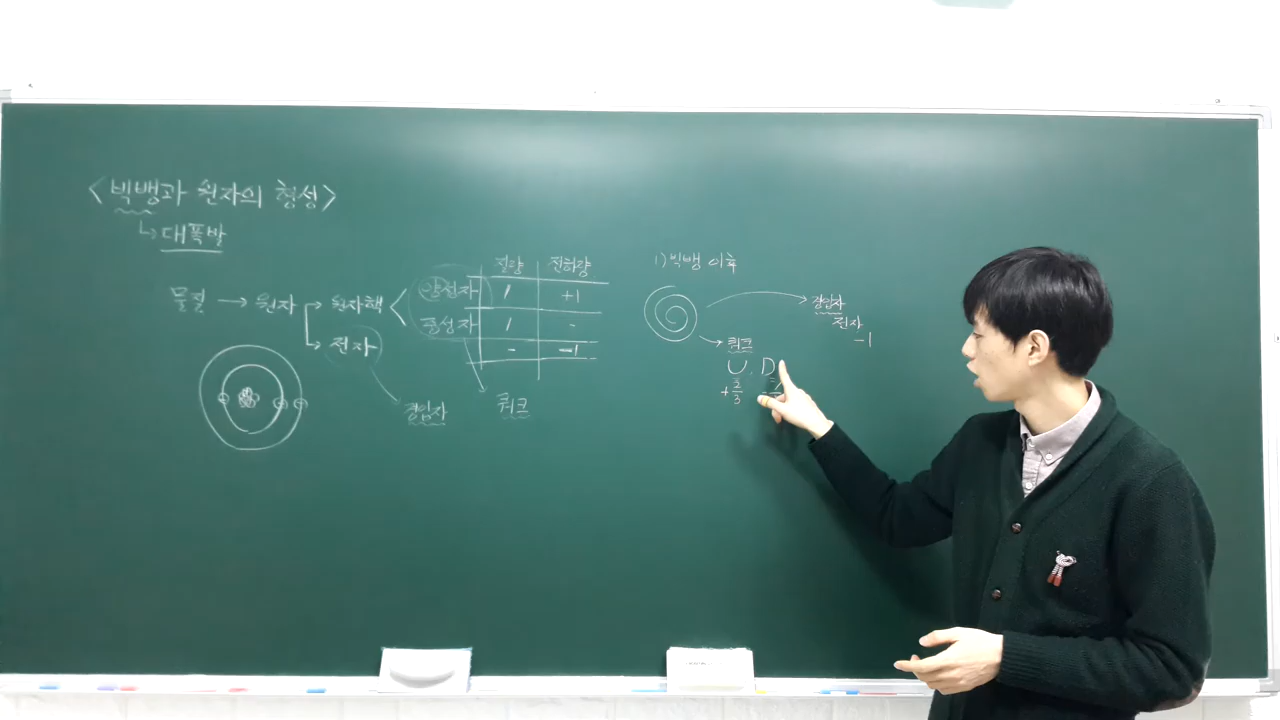 <빅뱅과 원자의 형성>
↳ 대폭발
물질 → 원자 → 원자핵
→ 전자
경입자
질량 전하량
양성자 1 +1
중성자 1 -
- -1
쿼크
1) 빅뱅 이후
경입자
전자
-1
쿼크
U, D
+2/3